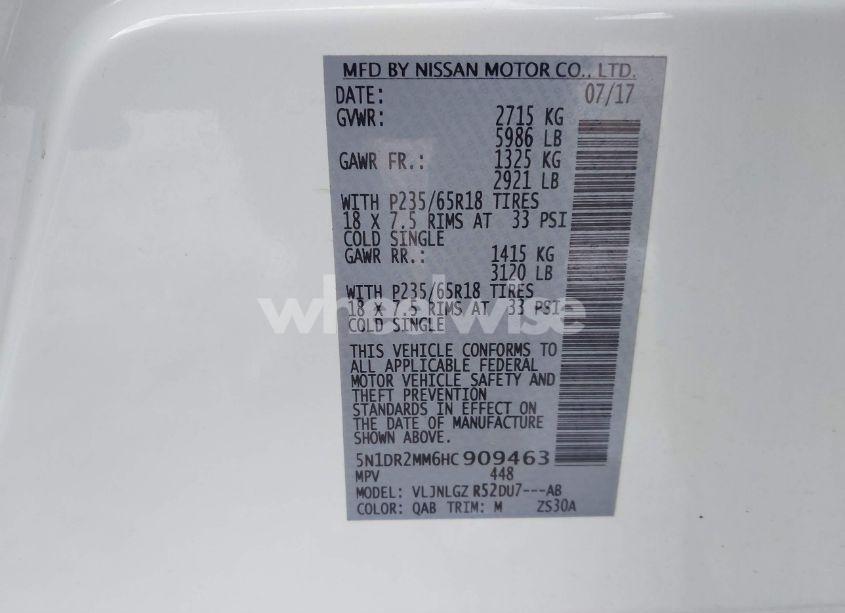 MFD BY NISSAN MOTOR CO., LTD.
DATE: 07/17
GVWR: 2715 KG
5986 LB
GAWR FR.: 1325 KG
2921 LB
WITH P235/65R18 TIRES
18 X 7.5 RIMS AT 33 PSI
COLD SINGLE
GAWR RR.: 1415 KG
3120 LB
WITH P235/65R18 TIRES
18 X 7.5 RIMS AT 33 PSI
COLD SINGLE
wheelwise
THIS VEHICLE CONFORMS TO
ALL APPLICABLE FEDERAL
MOTOR VEHICLE SAFETY AND
THEFT PREVENTION
STANDARDS IN EFFECT ON
THE DATE OF MANUFACTURE
SHOWN ABOVE.
5N1DR2MM6HC909463
MPV 448
MODEL: VLJNLGZ R52DU7---AB
COLOR: QAB TRIM: M ZS30A